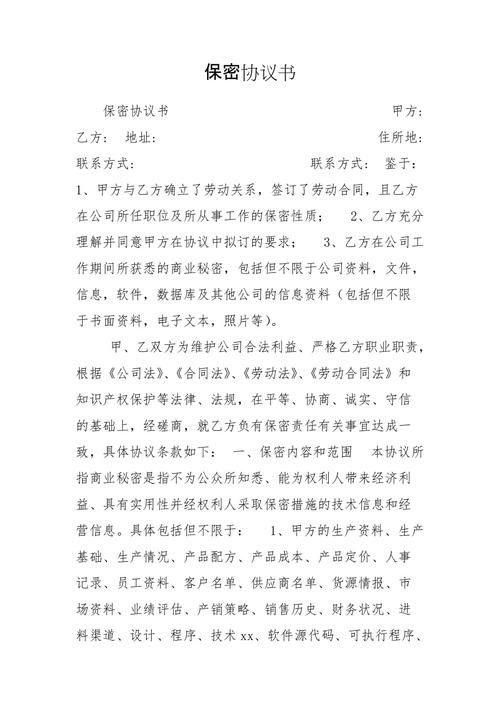 保密协议书
保密协议书 甲方:
乙方: 地址: 住所地:
联系方式: 联系方式: 鉴于:
1、甲方与乙方确立了劳动关系，签订了劳动合同，且乙方
在公司所任职位及所从事工作的保密性质； 2、乙方充分
理解并同意甲方在协议中拟订的要求； 3、乙方在公司工
作期间所获悉的商业秘密，包括但不限于公司资料，文件，
信息，软件，数据库及其他公司的信息资料（包括但不限
于书面资料，电子文本，照片等）。
甲、乙双方为维护公司合法利益、严格乙方职业职责，
根据《公司法》、《合同法》、《劳动法》、《劳动合同法》和
知识产权保护等法律、法规，在平等、协商、诚实、守信
的基础上，经磋商，就乙方负有保密责任有关事宜达成一
致，具体协议条款如下： 一、保密内容和范围 本协议所
指商业秘密是指不为公众所知悉、能为权利人带来经济利
益、具有实用性并经权利人采取保密措施的技术信息和经
营信息。具体包括但不限于： 1、甲方的生产资料、生产
基础、生产情况、产品配方、产品成本、产品定价、人事
记录、员工资料、客户名单、供应商名单、货源情报、市
场资料、业绩评估、产销策略、销售历史、财务状况、进
料渠道、设计、程序、技术xx、软件源代码、可执行程序、